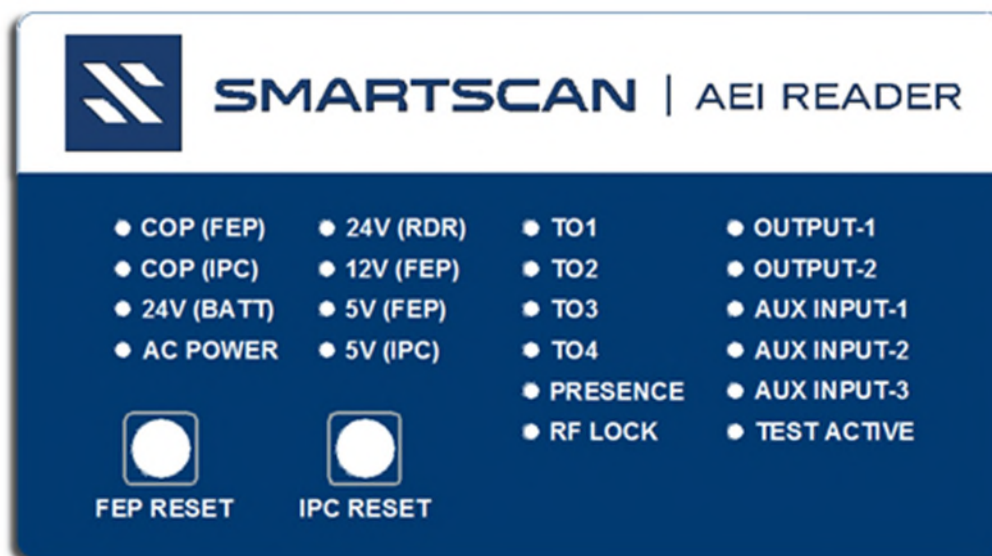 SMARTSCAN | AEI READER
COP (FEP)
COP (IPC)
24V (BATT)
AC POWER
24V (RDR)
12V (FEP)
5V (FEP)
5V (IPC)
TO1
TO2
TO3
TO4
PRESENCE
RF LOCK
OUTPUT-1
OUTPUT-2
AUX INPUT-1
AUX INPUT-2
AUX INPUT-3
TEST ACTIVE
FEP RESET
IPC RESET